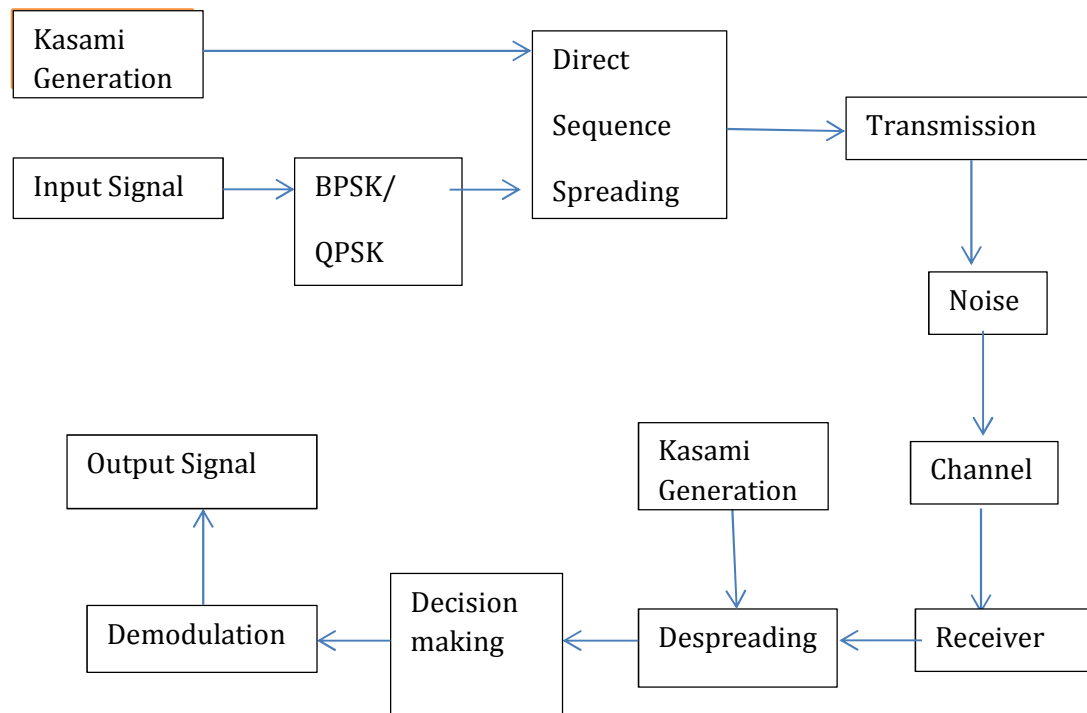 Kasami
Generation
Direct
Sequence
Spreading
Transmission
Input Signal
BPSK/
QPSK
Noise
Output Signal
Kasami
Generation
Channel
Demodulation
Decision
making
Despreading
Receiver